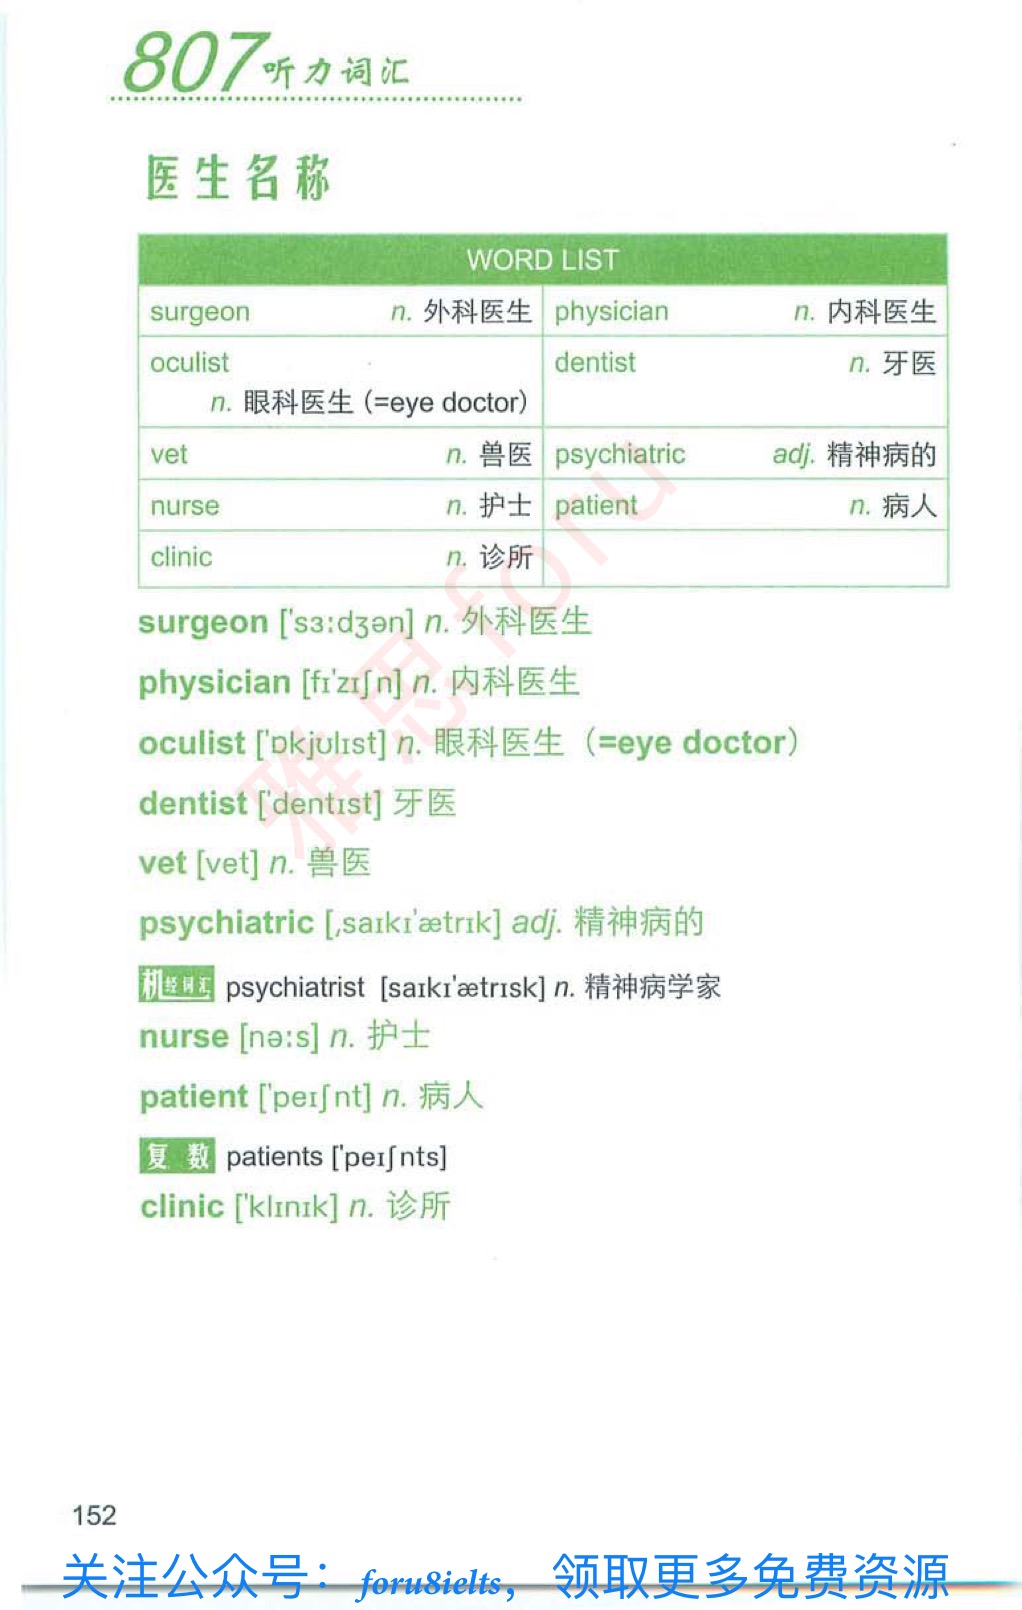 807听力词汇
医生名称
WORD LIST
surgeon n. 外科医生 physician n. 内科医生
oculist dentist n. 牙医
n. 眼科医生 (=eye doctor)
vet n. 兽医 psychiatric adj. 精神病的
nurse n. 护士 patient n. 病人
clinic n. 诊所
surgeon ['sɜːdʒən] n. 外科医生
physician [fɪ'zɪʃn] n. 内科医生
oculist ['ɒkjʊlɪst] n. 眼科医生（=eye doctor）
dentist ['dentɪst] 牙医
vet [vet] n. 兽医
psychiatric [ˌsaɪkɪ'ætrɪk] adj. 精神病的
机经词汇 psychiatrist [saɪkɪ'ætrɪsk] n. 精神病学家
nurse [nəːs] n. 护士
patient ['peɪʃnt] n. 病人
复数 patients ['peɪʃnts]
clinic ['klɪnɪk] n. 诊所
雅思foru
152
关注公众号：foru8ielts，领取更多免费资源